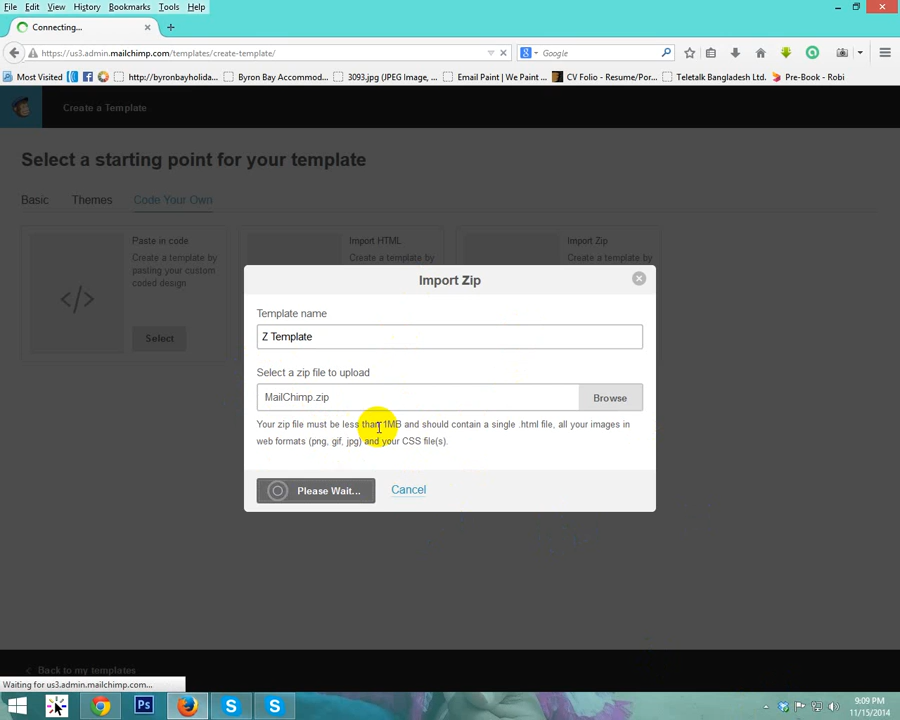 File Edit View History Bookmarks Tools Help
Connecting...
https://us3.admin.mailchimp.com/templates/create-template/
Google
Most Visited http://byronbayholida... Byron Bay Accommod... 3093.jpg (JPEG Image, ... Email Paint | We Paint ... CV Folio - Resume/Por... Teletalk Bangladesh Ltd. Pre-Book - Robi
Create a Template
Select a starting point for your template
Basic Themes Code Your Own
Paste in code
Create a template by
pasting your custom
coded design
Select
Import HTML
Create a template by
Import Zip
Create a template by
Import Zip
Template name
Z Template
Select a zip file to upload
MailChimp.zip
Browse
Your zip file must be less than 1MB and should contain a single .html file, all your images in
web formats (png, gif, jpg) and your CSS file(s).
Please Wait...
Cancel
Back to my templates
Waiting for us3.admin.mailchimp.com...
Ps
9:09 PM
11/15/2014